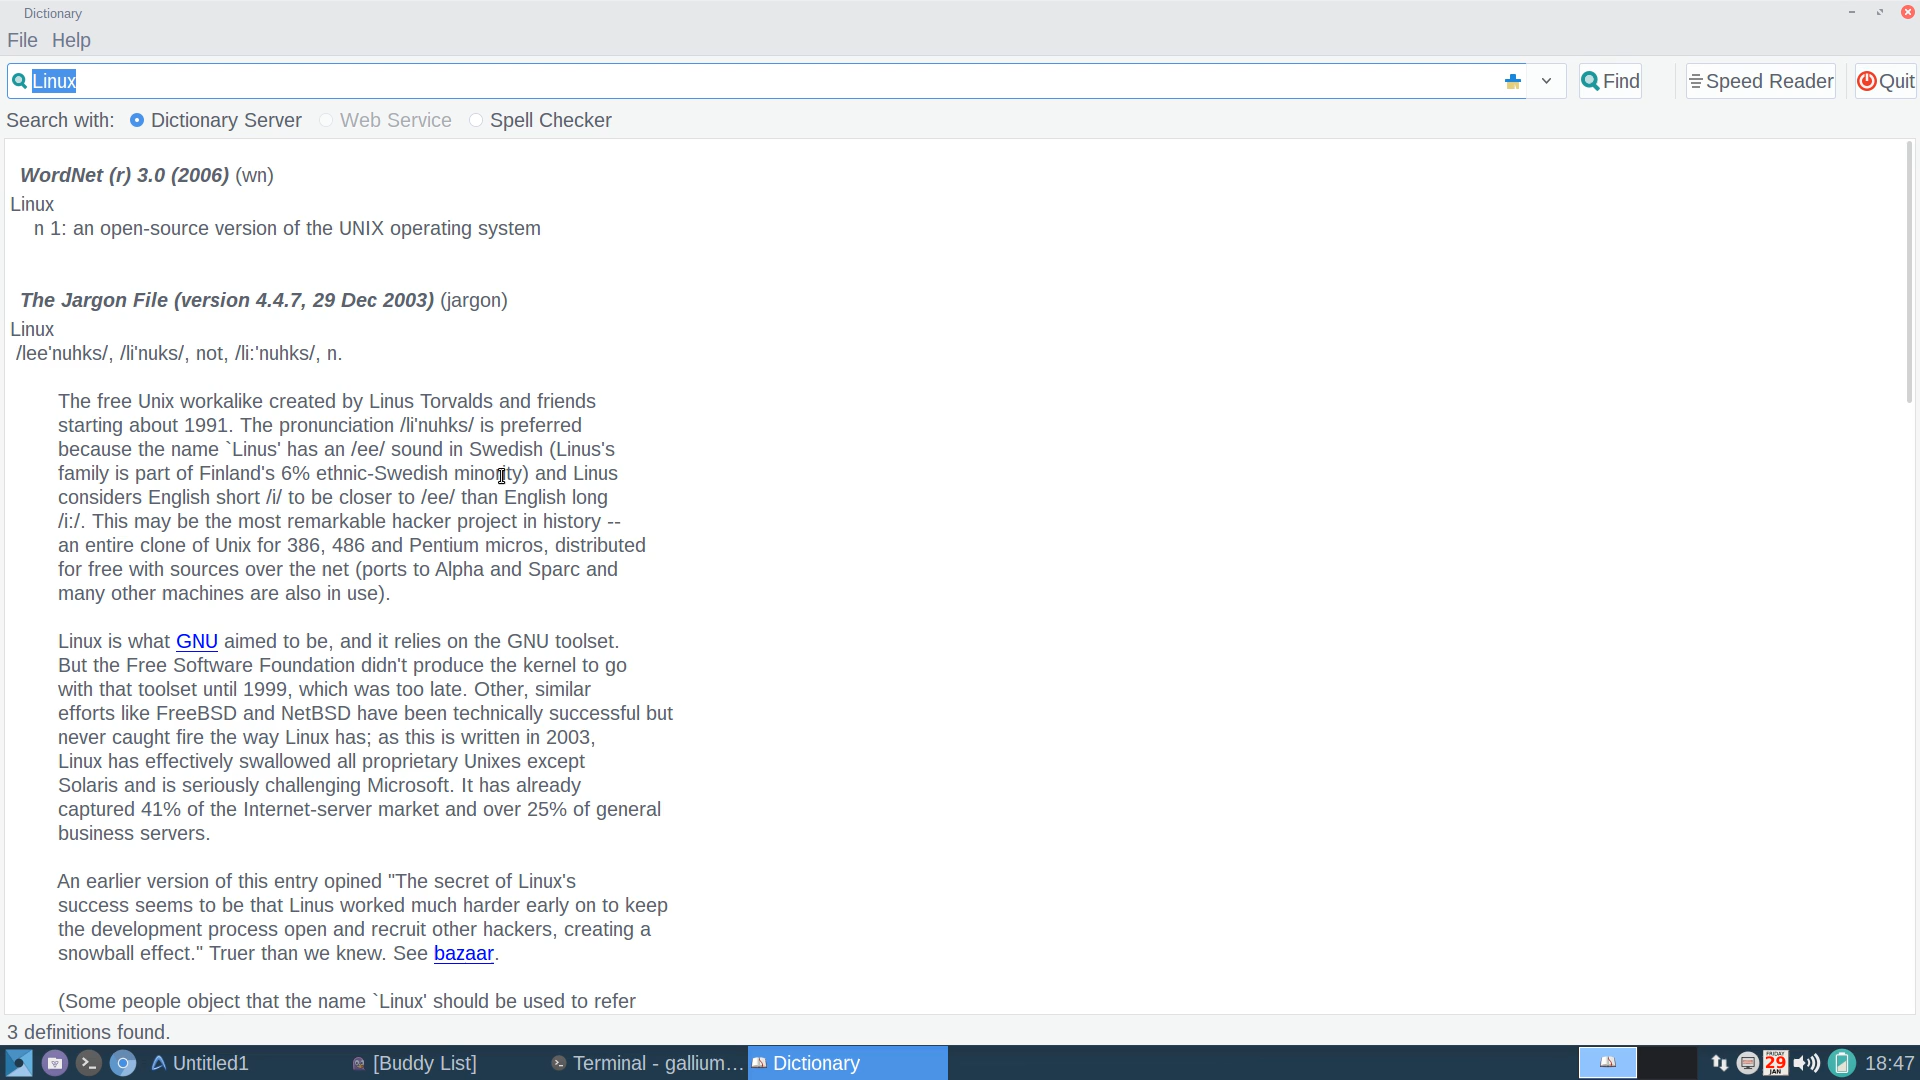 Dictionary
File Help
Linux Find Speed Reader Quit
Search with: Dictionary Server Web Service Spell Checker
WordNet (r) 3.0 (2006) (wn)
Linux
n 1: an open-source version of the UNIX operating system
The Jargon File (version 4.4.7, 29 Dec 2003) (jargon)
Linux
/lee'nuhks/, /li'nuks/, not, /li:'nuhks/, n.
The free Unix workalike created by Linus Torvalds and friends
starting about 1991. The pronunciation /li'nuhks/ is preferred
because the name `Linus' has an /ee/ sound in Swedish (Linus's
family is part of Finland's 6% ethnic-Swedish minority) and Linus
considers English short /i/ to be closer to /ee/ than English long
/i:/. This may be the most remarkable hacker project in history --
an entire clone of Unix for 386, 486 and Pentium micros, distributed
for free with sources over the net (ports to Alpha and Sparc and
many other machines are also in use).
Linux is what GNU aimed to be, and it relies on the GNU toolset.
But the Free Software Foundation didn't produce the kernel to go
with that toolset until 1999, which was too late. Other, similar
efforts like FreeBSD and NetBSD have been technically successful but
never caught fire the way Linux has; as this is written in 2003,
Linux has effectively swallowed all proprietary Unixes except
Solaris and is seriously challenging Microsoft. It has already
captured 41% of the Internet-server market and over 25% of general
business servers.
An earlier version of this entry opined "The secret of Linux's
success seems to be that Linus worked much harder early on to keep
the development process open and recruit other hackers, creating a
snowball effect." Truer than we knew. See bazaar.
(Some people object that the name `Linux' should be used to refer
3 definitions found.
Untitled1 [Buddy List] Terminal - gallium... Dictionary FRIDAY 29 JAN 18:47